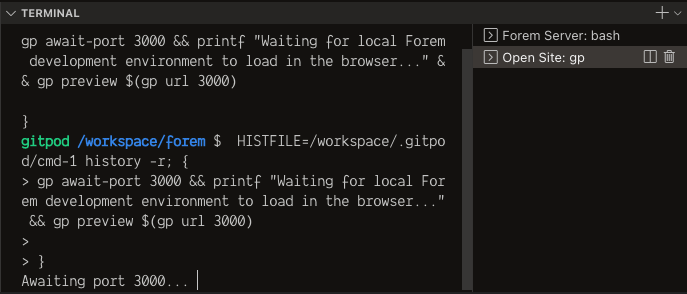 TERMINAL
gp await-port 3000 && printf "Waiting for local Forem
development environment to load in the browser..." &
& gp preview $(gp url 3000)
}
gitpod /workspace/forem $  HISTFILE=/workspace/.gitpo
d/cmd-1 history -r; {
> gp await-port 3000 && printf "Waiting for local For
em development environment to load in the browser..."
&& gp preview $(gp url 3000)
>
> }
Awaiting port 3000...
Forem Server: bash
Open Site: gp